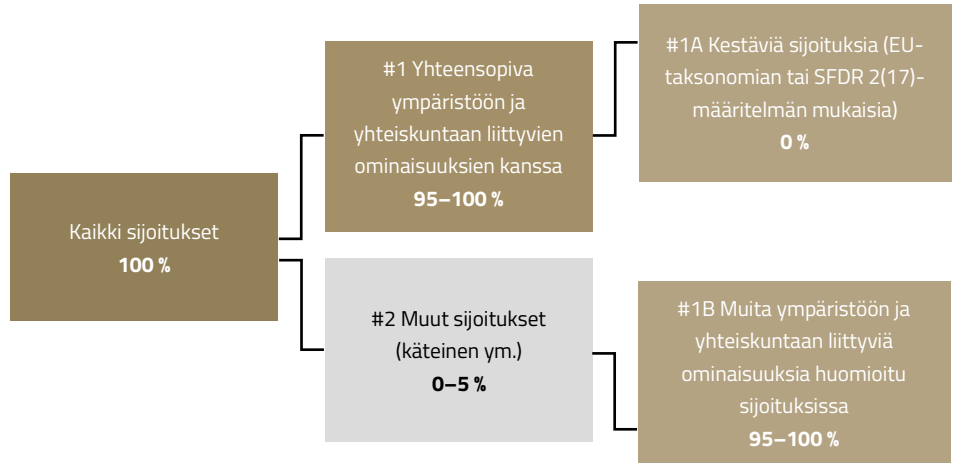 Kaikki sijoitukset
100 %
#1 Yhteensopiva
ympäristöön ja
yhteiskuntaan liittyvien
ominaisuuksien kanssa
95–100 %
#2 Muut sijoitukset
(käteinen ym.)
0–5 %
#1A Kestäviä sijoituksia (EU-
taksonomian tai SFDR 2(17)-
määritelmän mukaisia)
0 %
#1B Muita ympäristöön ja
yhteiskuntaan liittyviä
ominaisuuksia huomioitu
sijoituksissa
95–100 %